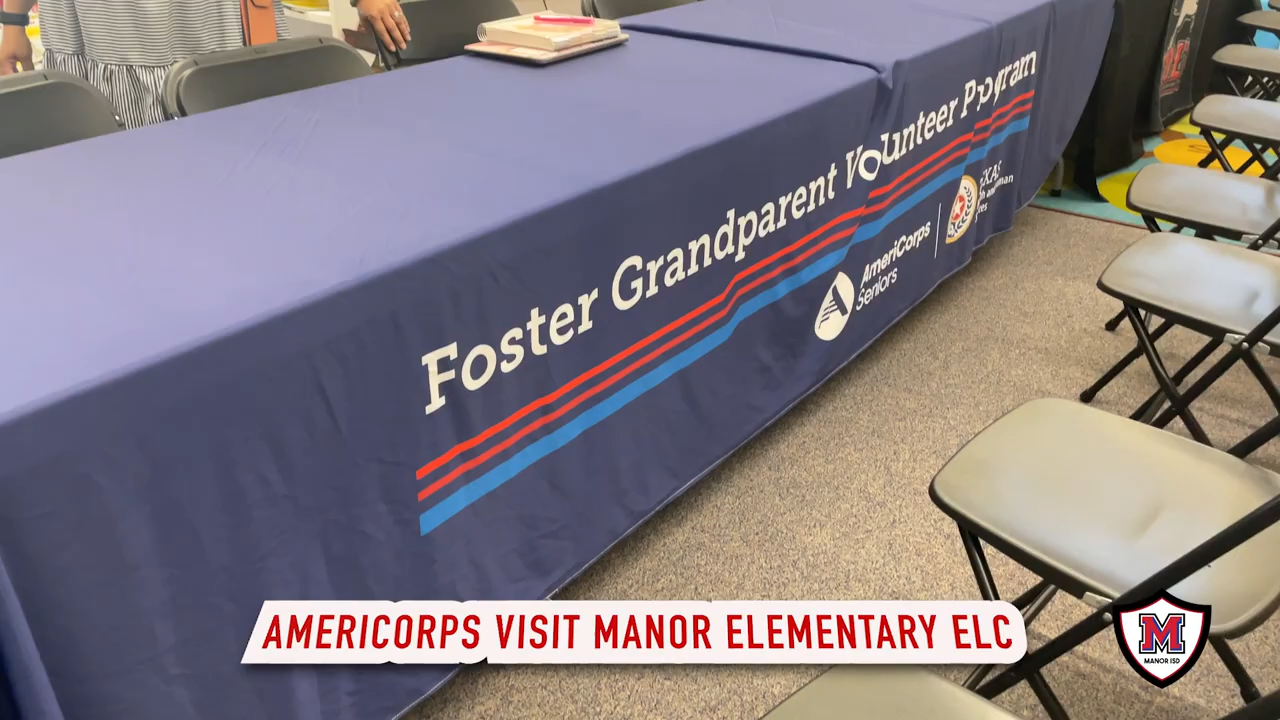 Foster Grandparent Volunteer Program
AmeriCorps
Seniors
AMERICORPS VISIT MANOR ELEMENTARY ELC
M
MANOR ISD